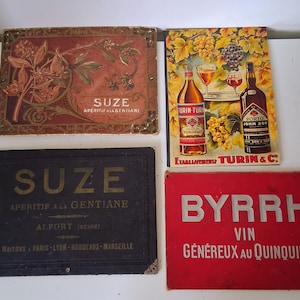 SUZE
APERITIF A LA GENTIANE
TURIN-TURIN
ETABLISSEMENTS TURIN & C°
SUZE
APERITIF A LA GENTIANE
ALFORT (SEINE)
MAISONS A PARIS-LYON-BORDEAUX-MARSEILLE
BYRRH
VIN
GÉNÉREUX AU QUINQUI